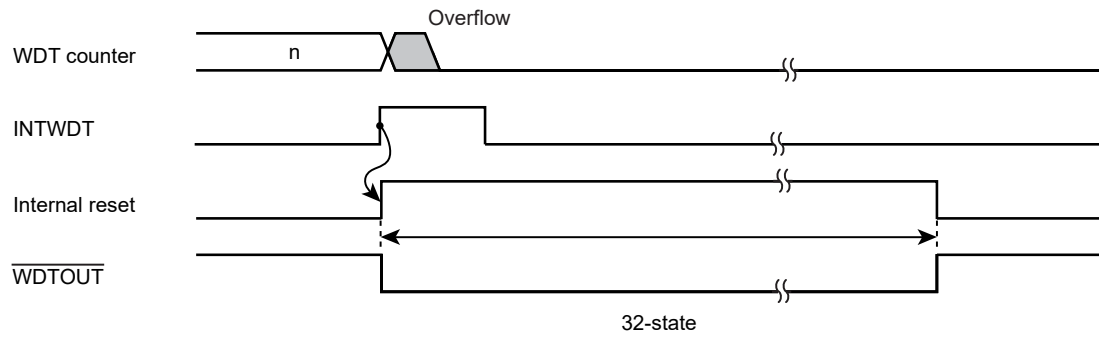 Overflow
WDT counter n
INTWDT
Internal reset
WDTOUT
32-state